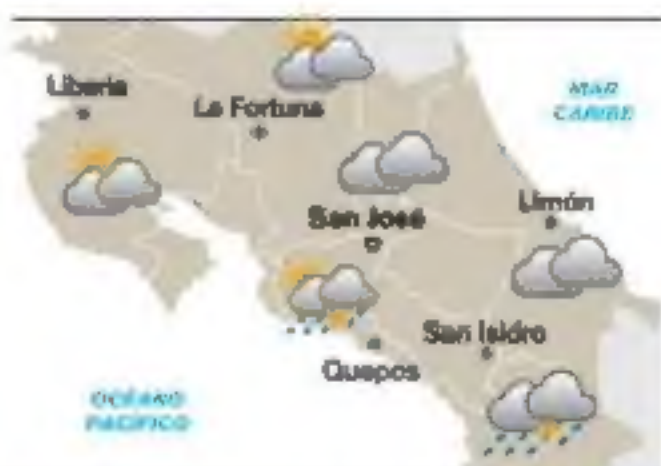 Liberia
MAR
CARIBE
La Fortuna
San José
Limón
San Isidro
Quepos
OCÉANO
PACÍFICO